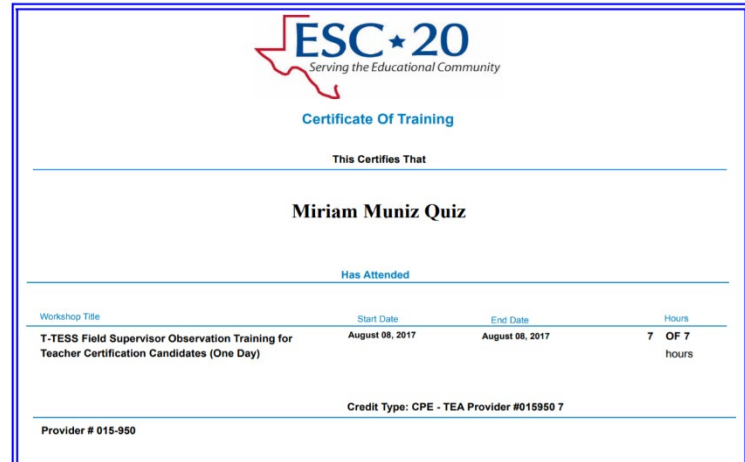 ESC★20
Serving the Educational Community
Certificate Of Training
This Certifies That
Miriam Muniz Quiz
Has Attended
Workshop Title Start Date End Date Hours
T-TESS Field Supervisor Observation Training for August 08, 2017 August 08, 2017 7 OF 7
Teacher Certification Candidates (One Day) hours
Credit Type: CPE - TEA Provider #015950 7
Provider # 015-950